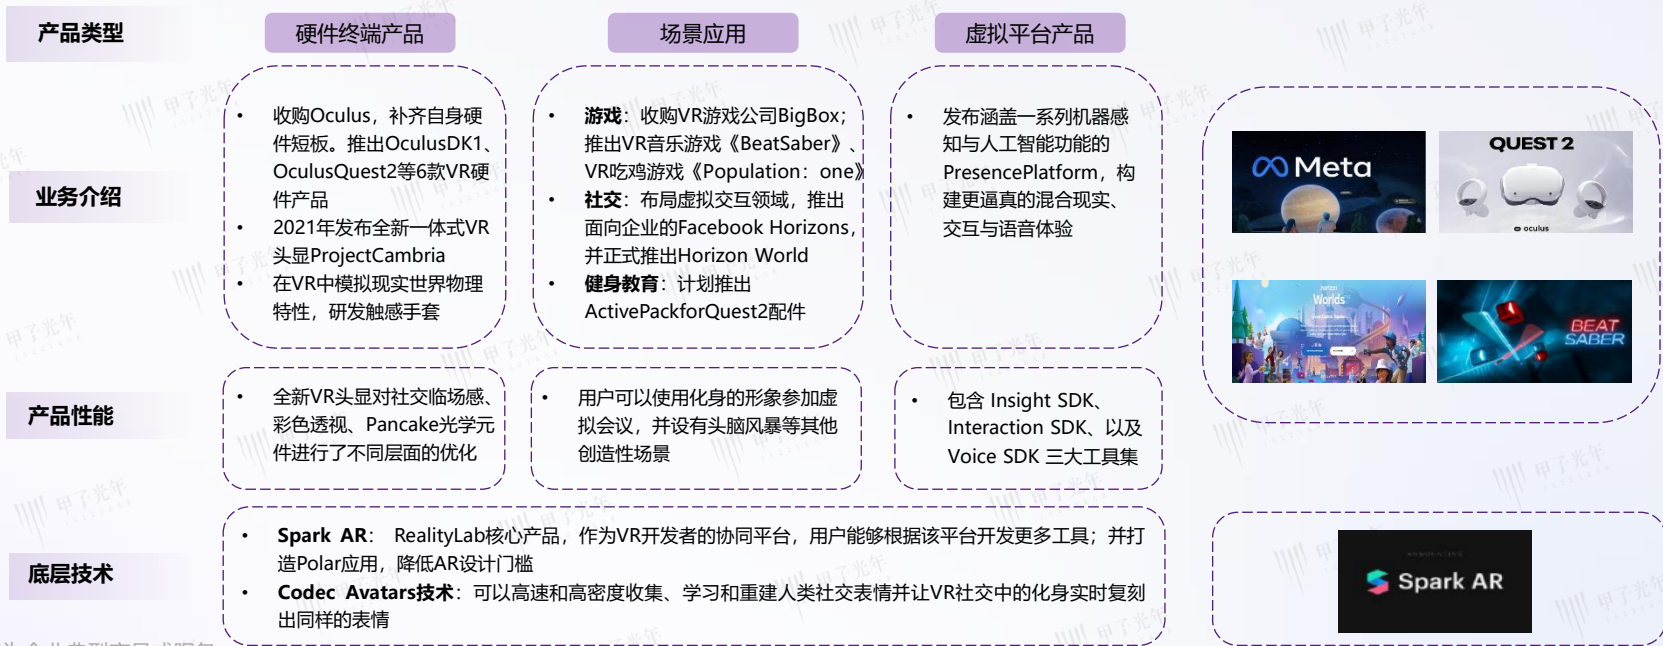 产品类型
硬件终端产品
场景应用
虚拟平台产品
业务介绍
• 收购Oculus，补齐自身硬
件短板。推出OculusDK1、
OculusQuest2等6款VR硬
件产品
• 2021年发布全新一体式VR
头显ProjectCambria
• 在VR中模拟现实世界物理
特性，研发触感手套
• 游戏：收购VR游戏公司BigBox；
推出VR音乐游戏《BeatSaber》、
VR吃鸡游戏《Population：one》
• 社交：布局虚拟交互领域，推出
面向企业的Facebook Horizons，
并正式推出Horizon World
• 健身教育：计划推出
ActivePackforQuest2配件
• 发布涵盖一系列机器感
知与人工智能功能的
PresencePlatform，构
建更逼真的混合现实、
交互与语音体验
Meta
QUEST 2
oculus
Worlds
BEAT
SABER
产品性能
• 全新VR头显对社交临场感、
彩色透视、Pancake光学元
件进行了不同层面的优化
• 用户可以使用化身的形象参加虚
拟会议，并设有头脑风暴等其他
创造性场景
• 包含 Insight SDK、
Interaction SDK、以及
Voice SDK 三大工具集
底层技术
• Spark AR： RealityLab核心产品，作为VR开发者的协同平台，用户能够根据该平台开发更多工具；并打
造Polar应用，降低AR设计门槛
• Codec Avatars技术：可以高速和高密度收集、学习和重建人类社交表情并让VR社交中的化身实时复刻
出同样的表情
Spark AR
甲子光年